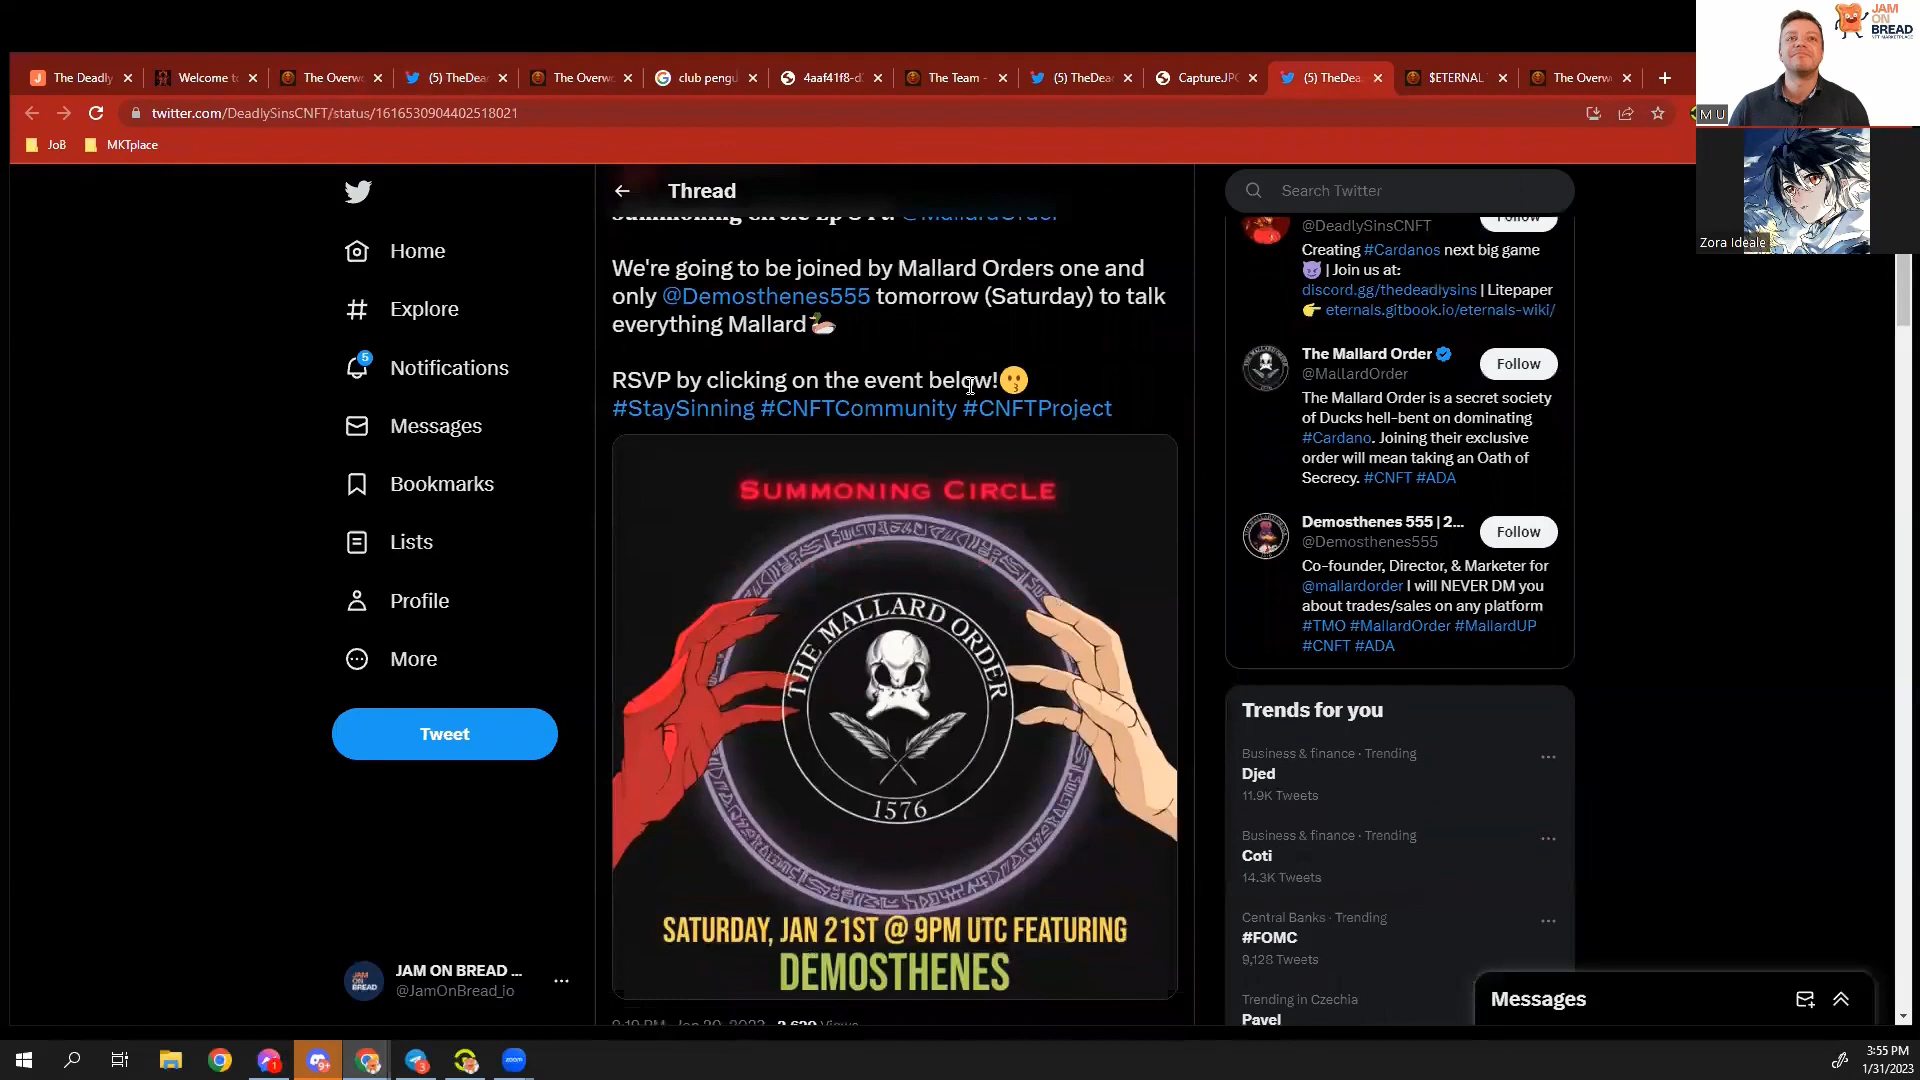 JAM
ON
BREAD
NFT MARKETPLACE
The Deadly
Welcome t
The Overw
(5) TheDea
The Overw
club pengu
4aaf41f8-d
The Team -
(5) TheDea
Capture.JPG
(5) TheDea
$ETERNAL
The Overw
twitter.com/DeadlySinsCNFT/status/1616530904402518021
JoB
MKTplace
M U
Zora Ideale
Thread
Search Twitter
Home
Explore
5
Notifications
Messages
Bookmarks
Lists
Profile
More
Tweet
JAM ON BREAD ...
@JamOnBread_io
Summoning Circle Ep @MallardOrder
We're going to be joined by Mallard Orders one and
only @Demosthenes555 tomorrow (Saturday) to talk
everything Mallard🦆
RSVP by clicking on the event below!😗
#StaySinning #CNFTCommunity #CNFTProject
SUMMONING CIRCLE
THE MALLARD ORDER
1576
SATURDAY, JAN 21ST @ 9PM UTC FEATURING
DEMOSTHENES
Follow
@DeadlySinsCNFT
Creating #Cardanos next big game
😈 | Join us at:
discord.gg/thedeadlysins | Litepaper
👉 eternals.gitbook.io/eternals-wiki/
The Mallard Order
Follow
@MallardOrder
The Mallard Order is a secret society
of Ducks hell-bent on dominating
#Cardano. Joining their exclusive
order will mean taking an Oath of
Secrecy. #CNFT #ADA
Demosthenes 555 | 2...
Follow
@Demosthenes555
Co-founder, Director, & Marketer for
@mallardorder I will NEVER DM you
about trades/sales on any platform
#TMO #MallardOrder #MallardUP
#CNFT #ADA
Trends for you
Business & finance · Trending
Djed
11.9K Tweets
Business & finance · Trending
Coti
14.3K Tweets
Central Banks · Trending
#FOMC
9,128 Tweets
Trending in Czechia
Pavel
Messages
3:55 PM
1/31/2023